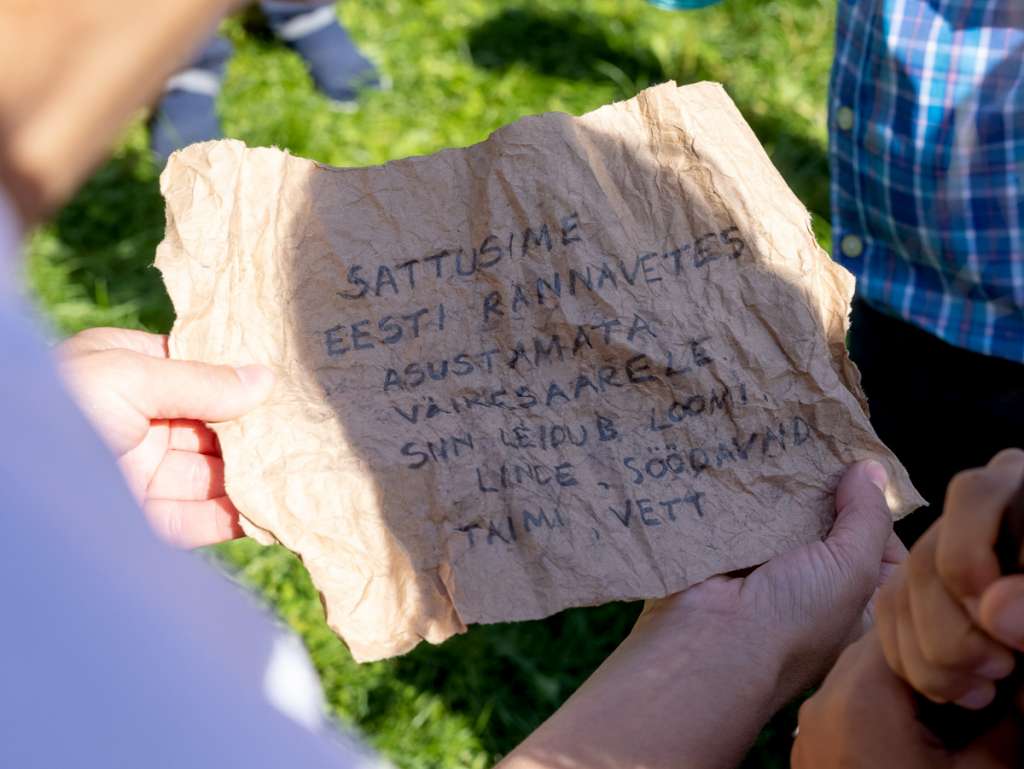 SATTUSIME
EESTI RANNAVETES
ASUSTAMATA
VÄIKESAARELE.
SIIN LEIDUB LOOMI,
LINDE, SÖÖDAVAID
TAIMI, VETT